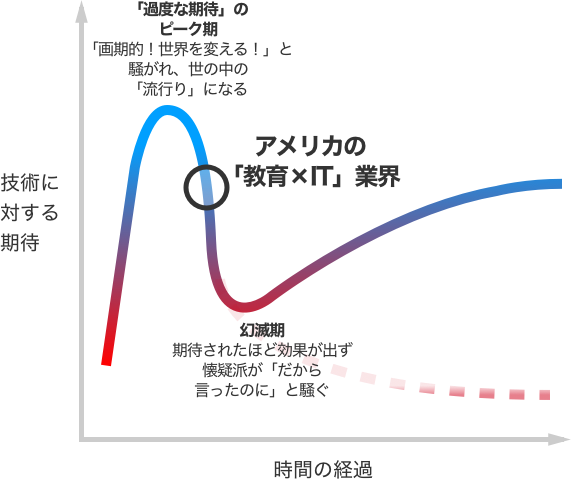 「過度な期待」の
ピーク期
「画期的！世界を変える！」と
騒がれ、世の中の
「流行り」になる
アメリカの
「教育×IT」業界
技術に
対する
期待
幻滅期
期待されたほど効果が出ず
懐疑派が「だから
言ったのに」と騒ぐ
時間の経過